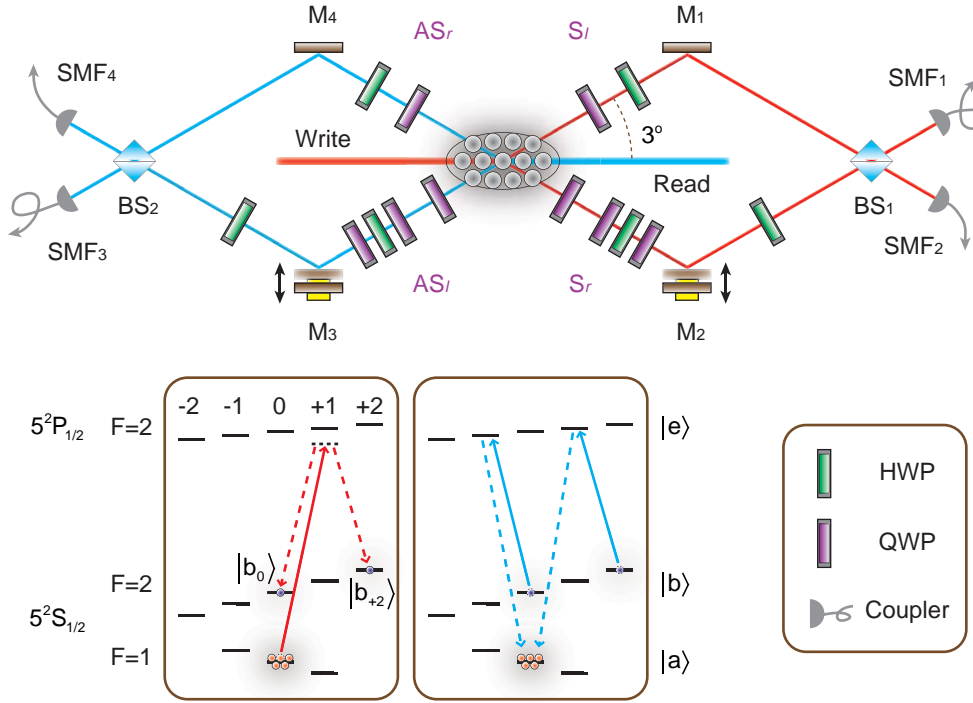 M4 ASr Sl M1
SMF4 SMF1
Write 3o
Read
BS2 BS1
SMF3 SMF2
ASl Sr
M3 M2
-2 -1 0 +1 +2
5²P1/2 F=2 |e⟩
HWP
QWP
|b0⟩ |b+2⟩
F=2 |b⟩
Coupler
5²S1/2
F=1 |a⟩